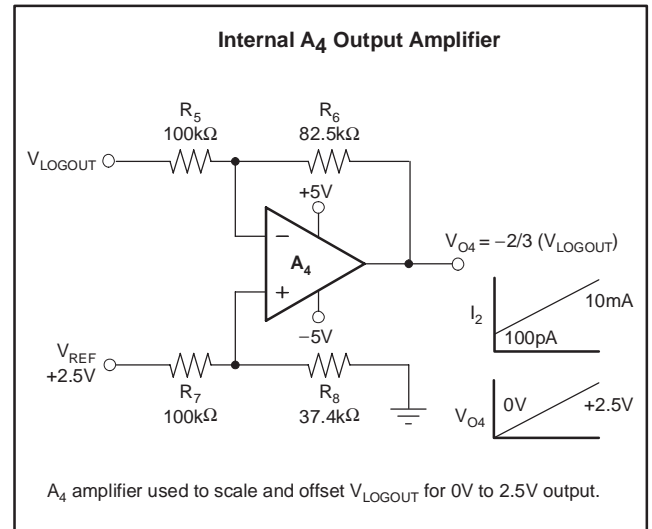 Internal A4 Output Amplifier
R5
100kΩ
R6
82.5kΩ
VLOGOUT
+5V
−
A4
+
−5V
VO4 = −2/3 (VLOGOUT)
I2
10mA
100pA
VREF
+2.5V
R7
100kΩ
R8
37.4kΩ
VO4
0V
+2.5V
A4 amplifier used to scale and offset VLOGOUT for 0V to 2.5V output.